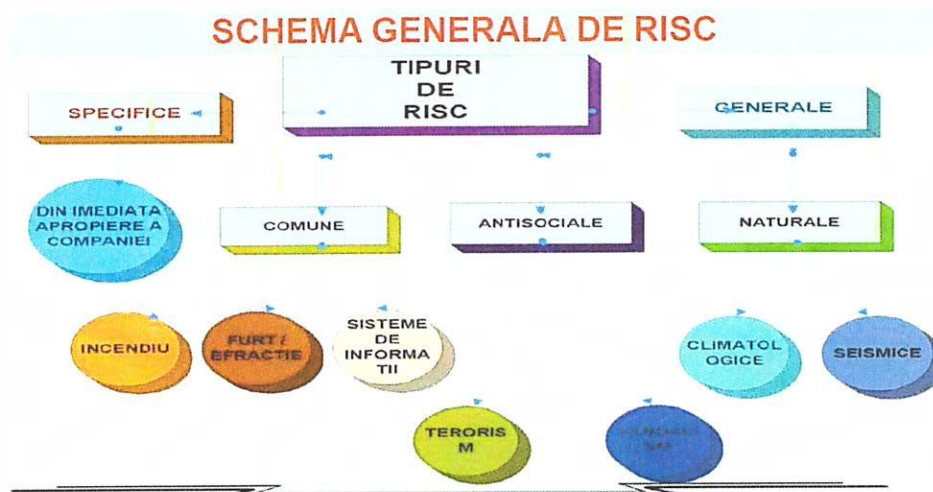 SCHEMA GENERALA DE RISC
TIPURI
DE
RISC
SPECIFICE
GENERALE
DIN IMEDIATA
APROPIERE A
COMPANIEI
COMUNE
ANTISOCIALE
NATURALE
INCENDIU
FURT /
EFRACTIE
SISTEME
DE
INFORMA
TII
CLIMATOL
OGICE
SEISMICE
TERORIS
M